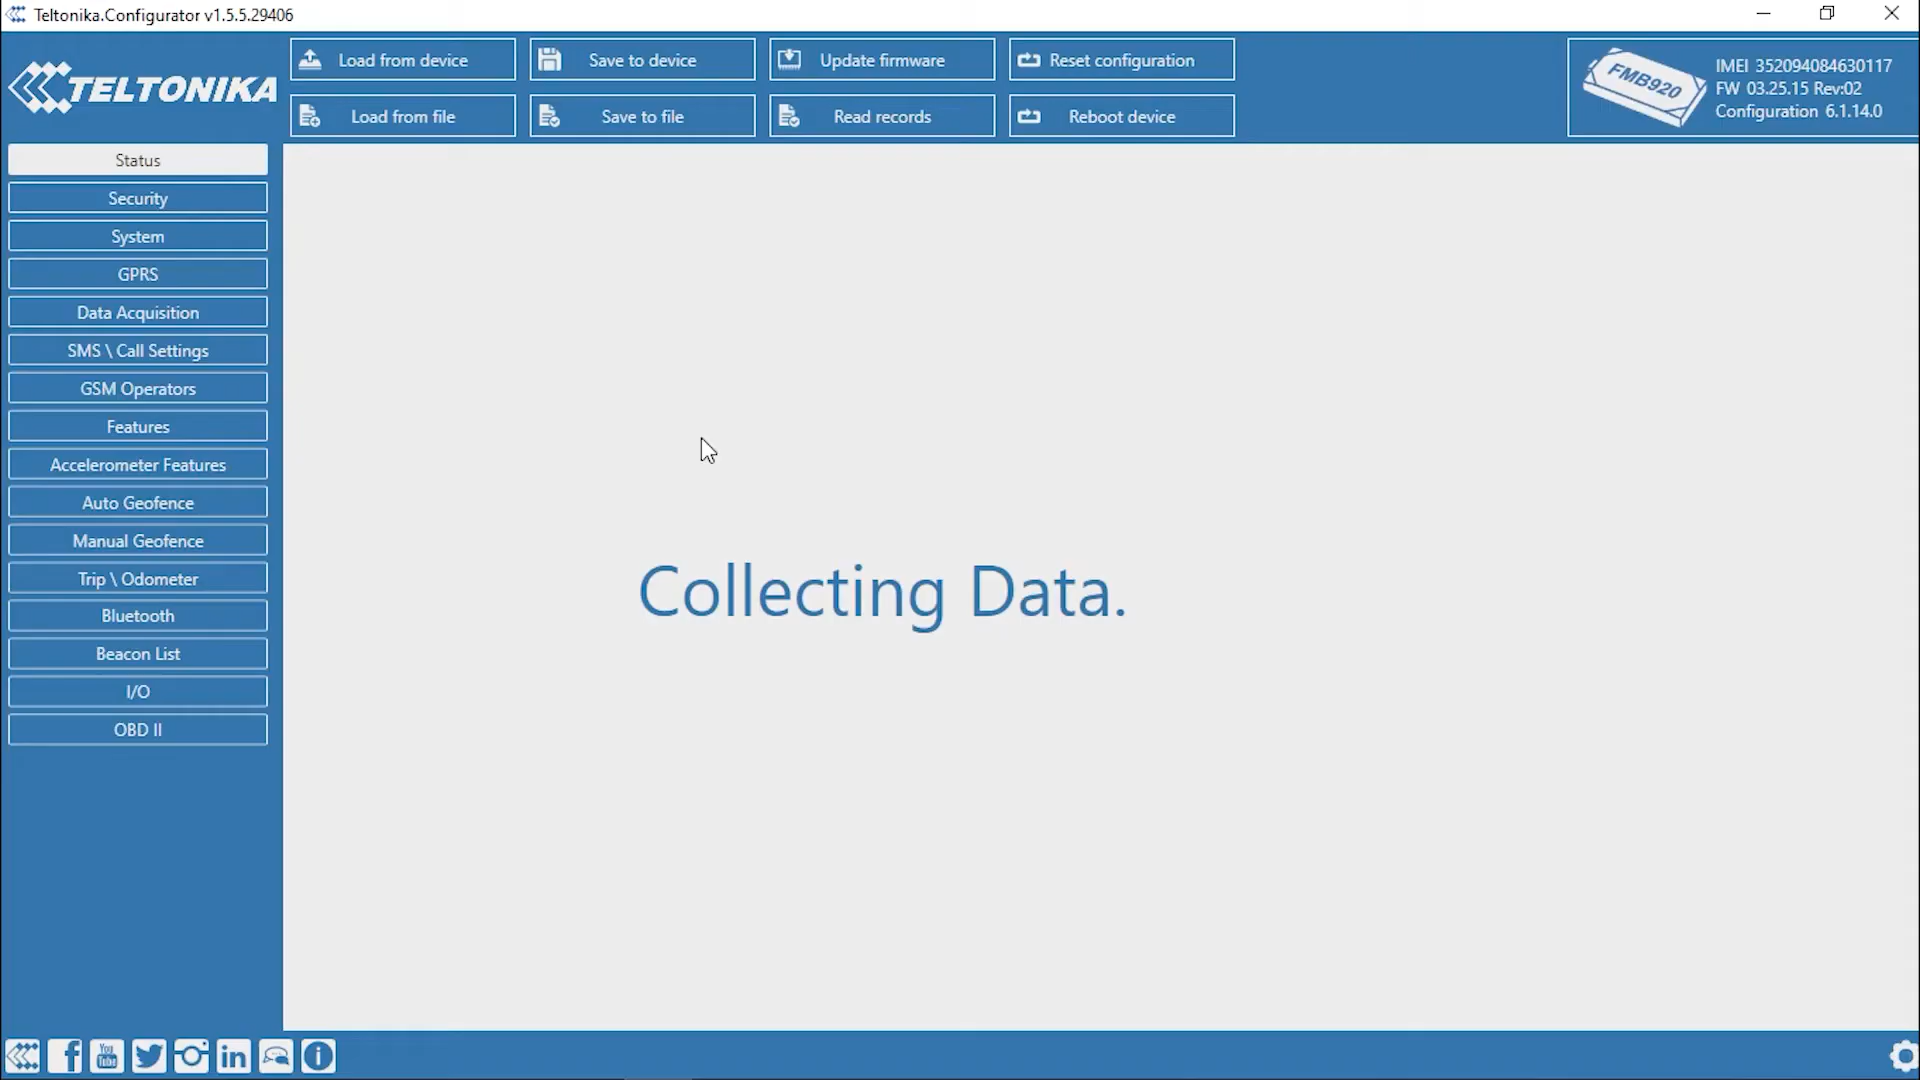 Teltonika.Configurator v1.5.5.29406
TELTONIKA
Load from device
Save to device
Update firmware
Reset configuration
Load from file
Save to file
Read records
Reboot device
FMB920
IMEI 352094084630117
FW 03.25.15 Rev:02
Configuration 6.1.14.0
Status
Security
System
GPRS
Data Acquisition
SMS \ Call Settings
GSM Operators
Features
Accelerometer Features
Auto Geofence
Manual Geofence
Trip \ Odometer
Bluetooth
Beacon List
I/O
OBD II
Collecting Data.
You
Tube